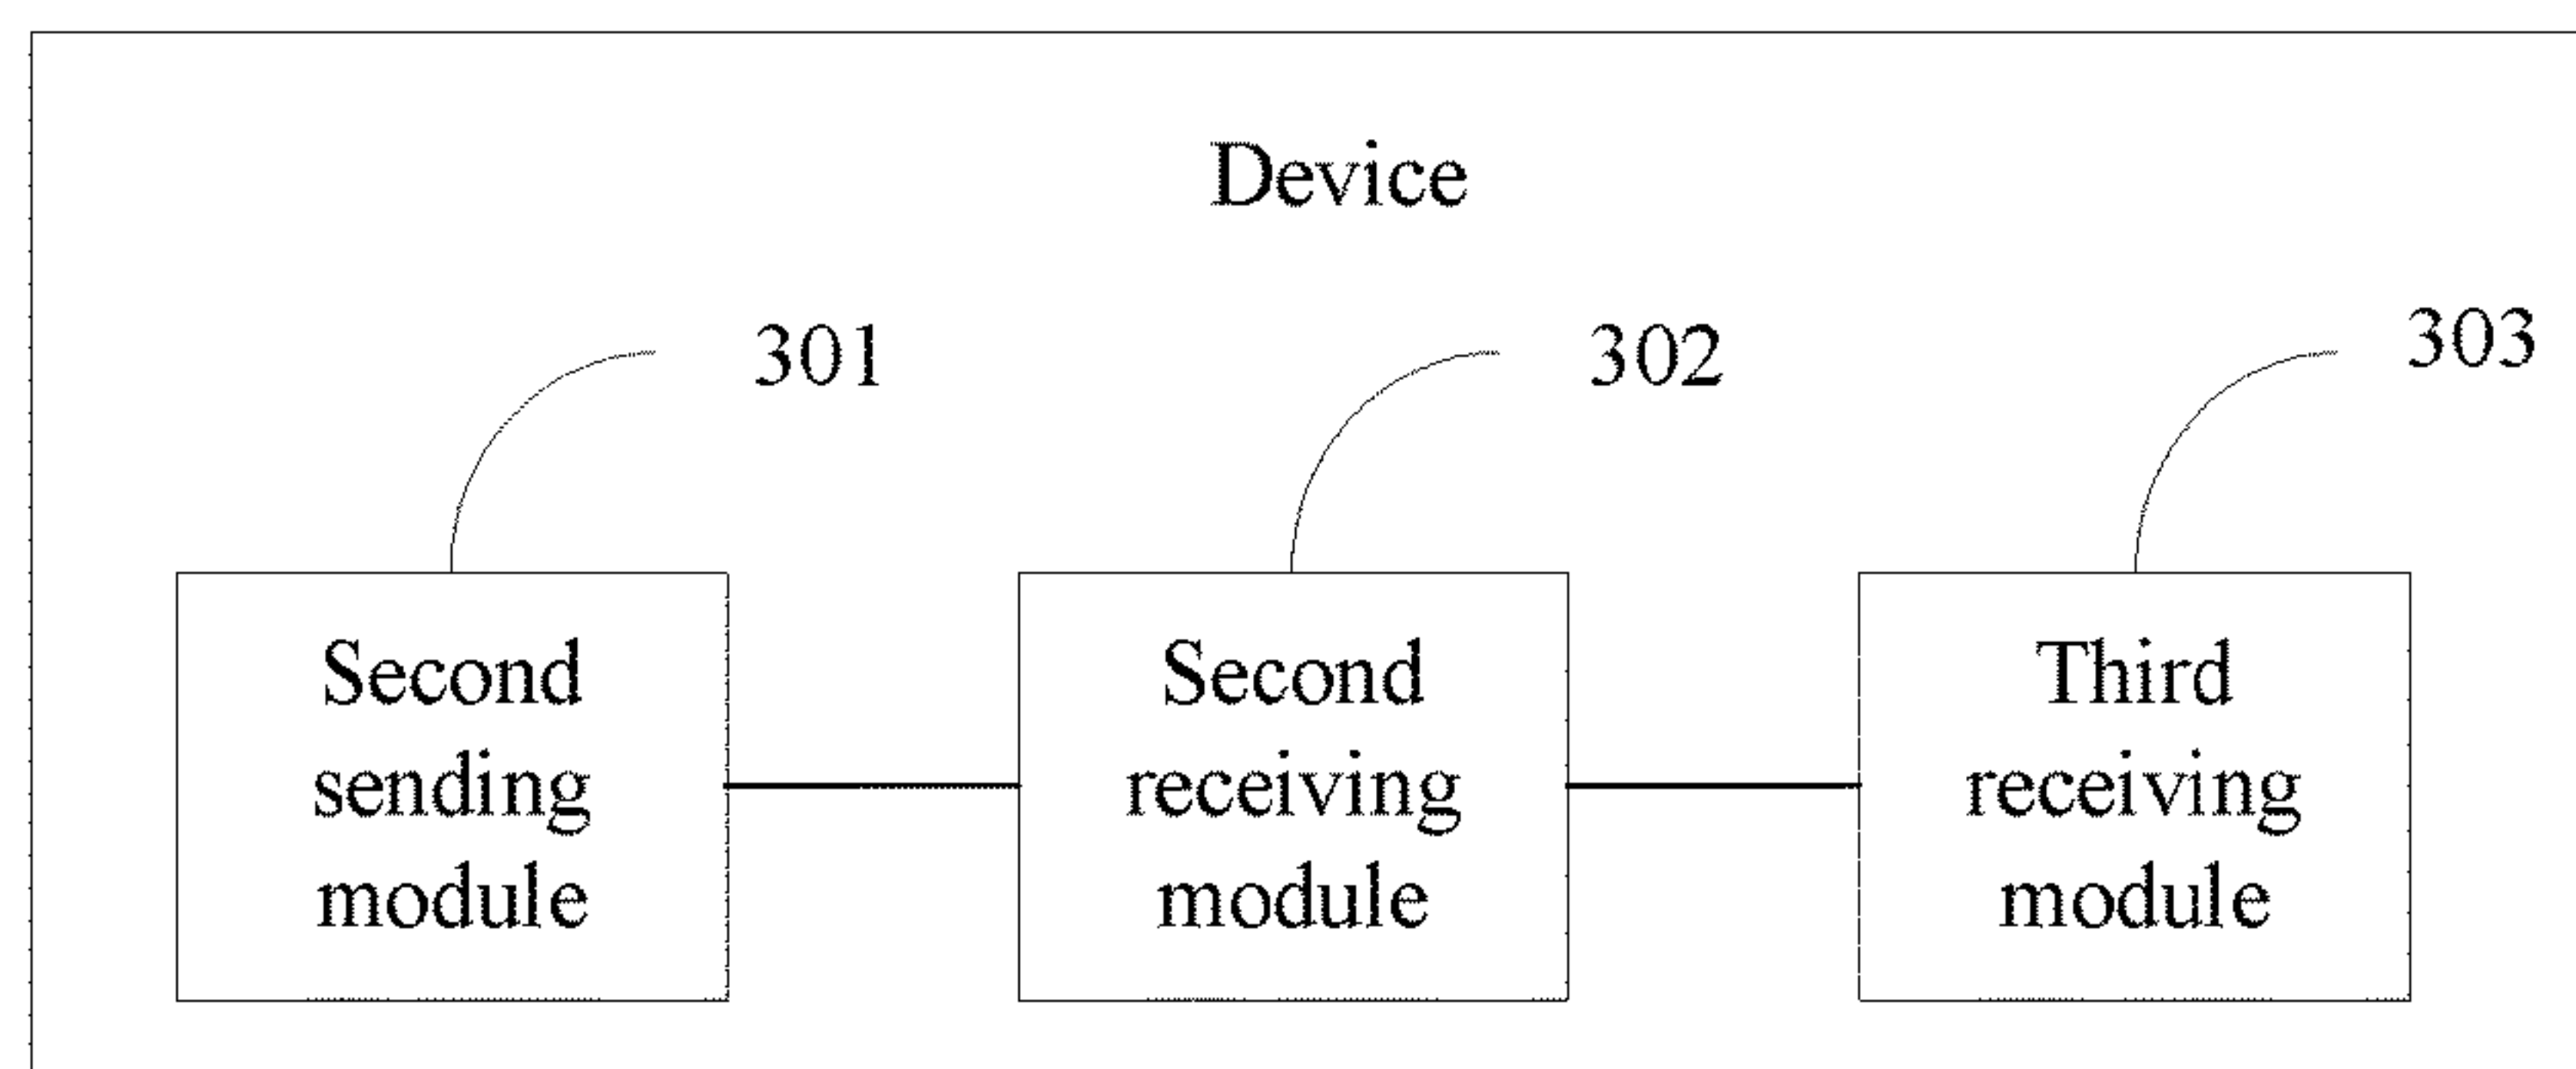 Device
301
302
303
Second
sending
module
Second
receiving
module
Third
receiving
module